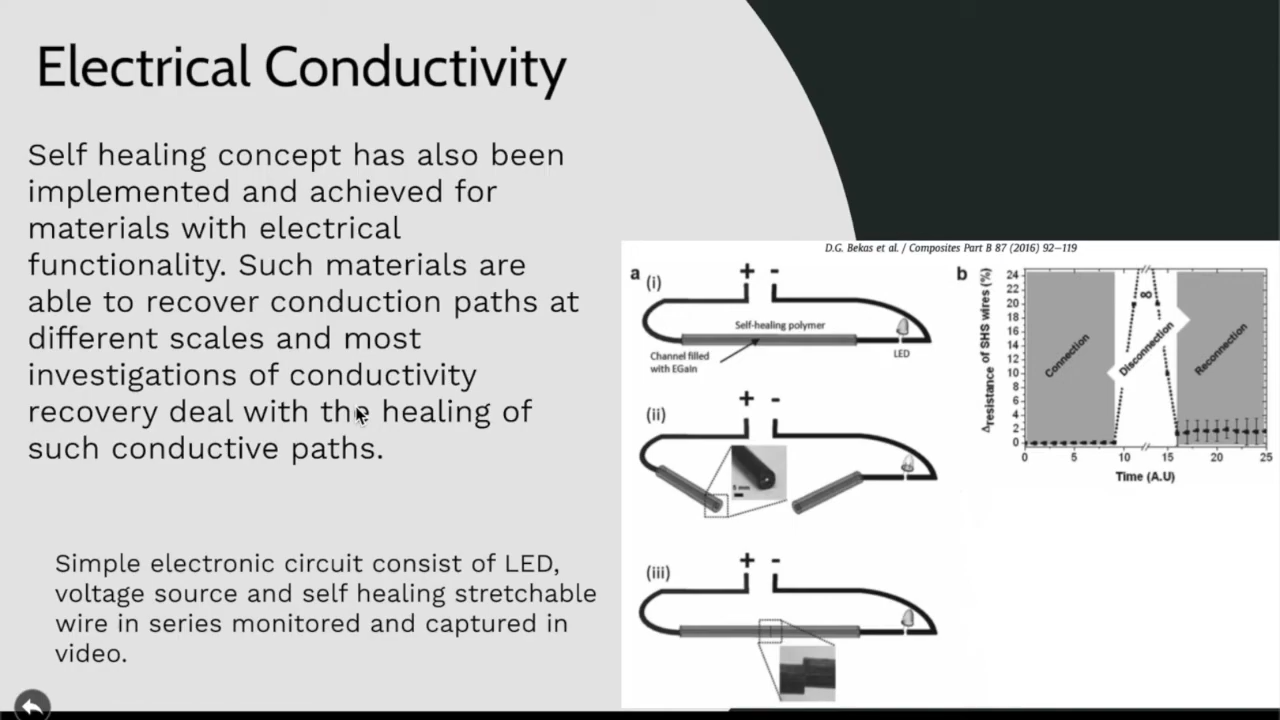 Electrical Conductivity
Self healing concept has also been
implemented and achieved for
materials with electrical
functionality. Such materials are
able to recover conduction paths at
different scales and most
investigations of conductivity
recovery deal with the healing of
such conductive paths.
Simple electronic circuit consist of LED,
voltage source and self healing stretchable
wire in series monitored and captured in
video.
D.G. Bekas et al. / Composites Part B 87 (2016) 92—119
a
(i)
+ -
Self-healing polymer
Channel filled
with EGaIn
LED
(ii)
+ -
5 mm
(iii)
+ -
b
Δresistance of SHS wires (%)
24
22
20
18
16
14
12
10
8
6
4
2
0
∞
Connection
Disconnection
Reconnection
0 5 10 20 25
Time (A.U)